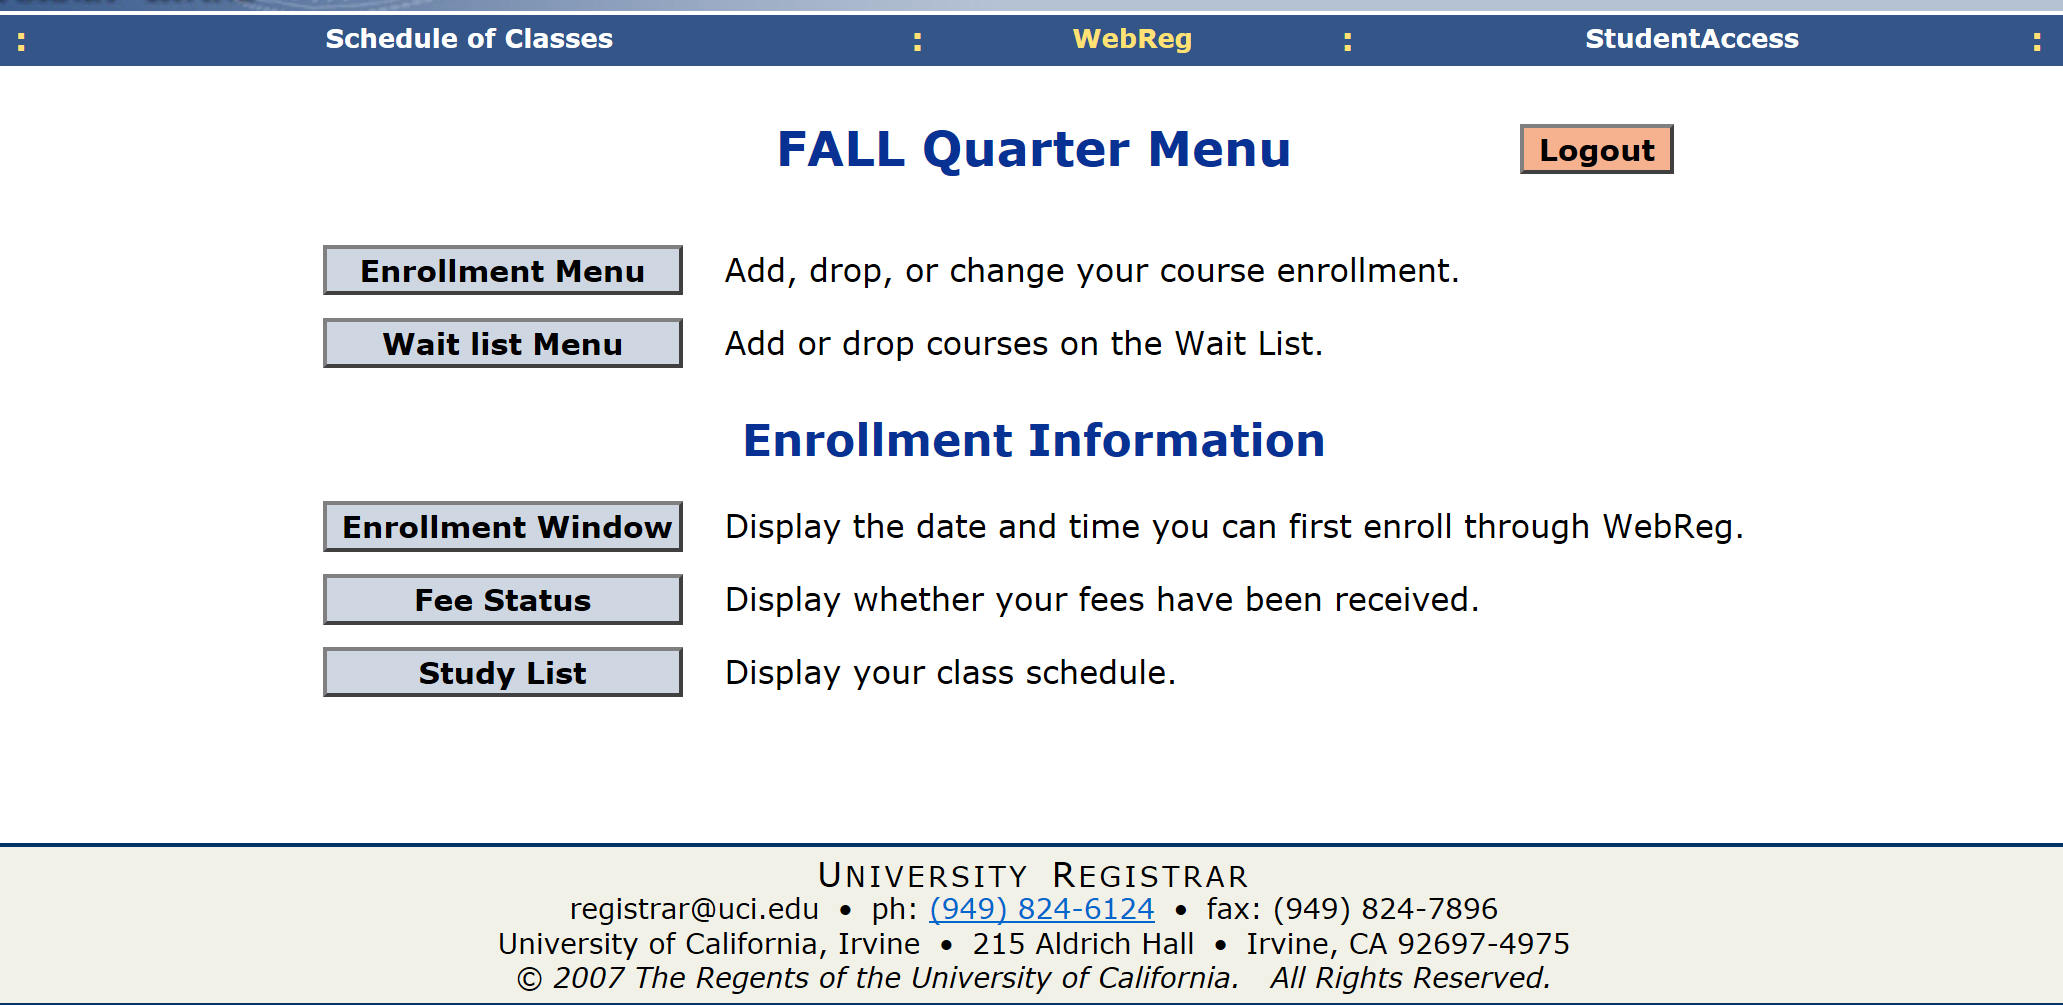 : Schedule of Classes : WebReg : StudentAccess :
FALL Quarter Menu Logout
Enrollment Menu Add, drop, or change your course enrollment.
Wait list Menu Add or drop courses on the Wait List.
Enrollment Information
Enrollment Window Display the date and time you can first enroll through WebReg.
Fee Status Display whether your fees have been received.
Study List Display your class schedule.
UNIVERSITY REGISTRAR
registrar@uci.edu • ph: (949) 824-6124 • fax: (949) 824-7896
University of California, Irvine • 215 Aldrich Hall • Irvine, CA 92697-4975
© 2007 The Regents of the University of California. All Rights Reserved.